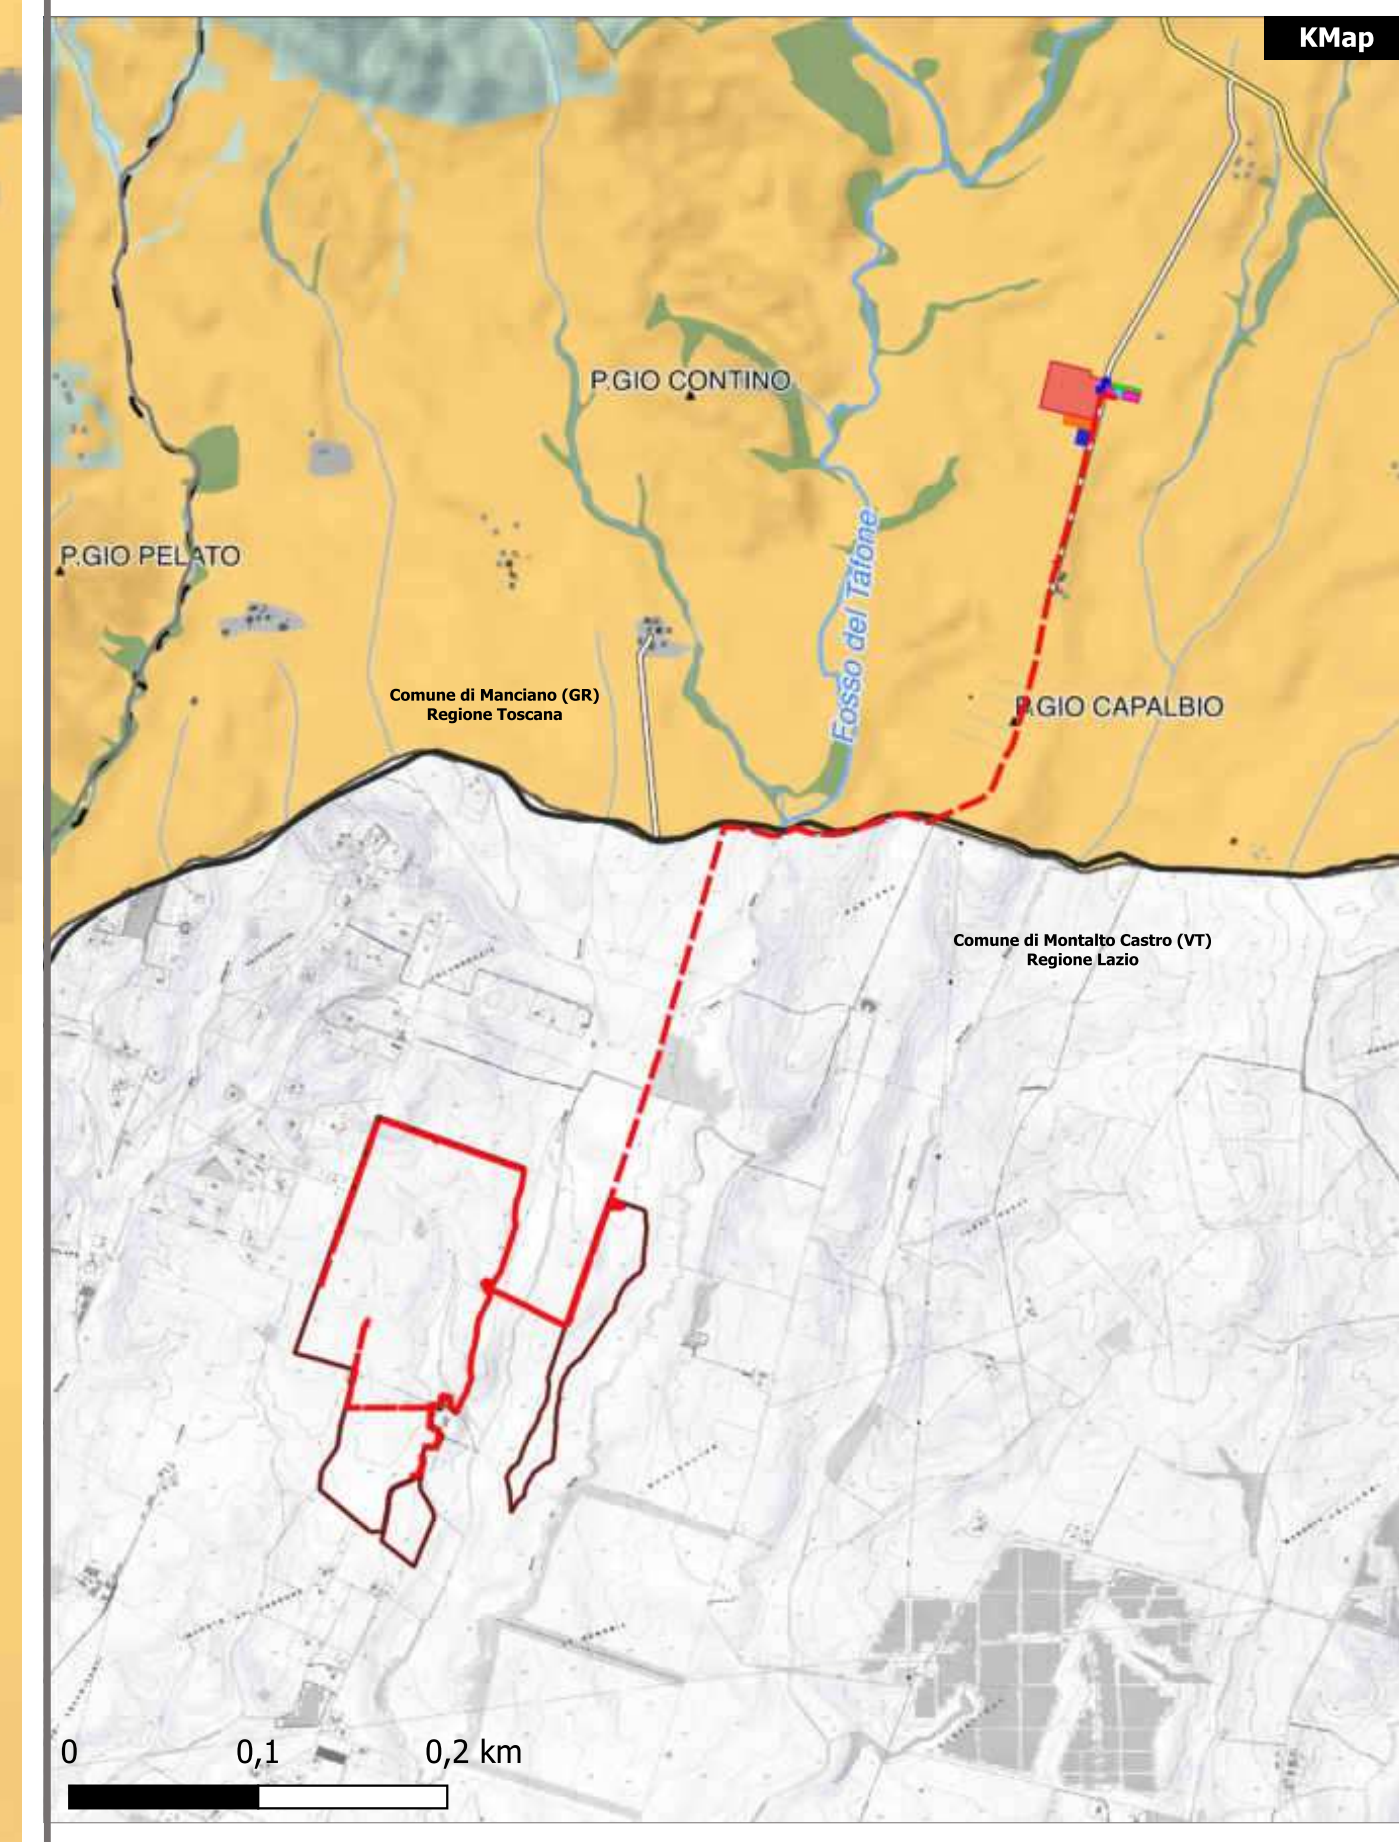 KMap
P.GIO CONTINO
P.GIO PELATO
Fosso del Tafone
Comune di Manciano (GR)
Regione Toscana
P.GIO CAPALBIO
Comune di Montalto Castro (VT)
Regione Lazio
0 0,1 0,2 km